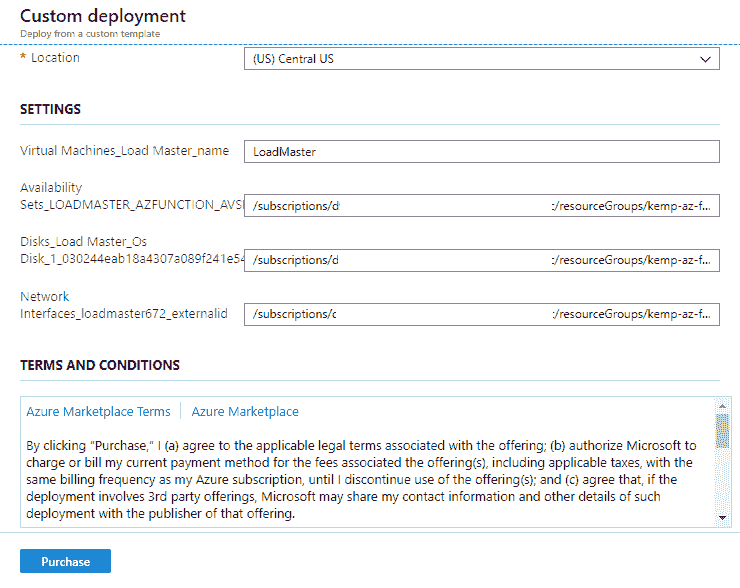 Custom deployment
Deploy from a custom template
* Location
(US) Central US
SETTINGS
Virtual Machines_Load Master_name
LoadMaster
Availability
Sets_LOADMASTER_AZFUNCTION_AVS
/subscriptions/d :/resourceGroups/kemp-az-f...
Disks_Load Master_Os
Disk_1_030244eab18a4307a089f241e54
/subscriptions/d :/resourceGroups/kemp-az-f...
Network
Interfaces_loadmaster672_externalid
/subscriptions/c :/resourceGroups/kemp-az-f...
TERMS AND CONDITIONS
Azure Marketplace Terms | Azure Marketplace
By clicking "Purchase," I (a) agree to the applicable legal terms associated with the offering; (b) authorize Microsoft to
charge or bill my current payment method for the fees associated the offering(s), including applicable taxes, with the
same billing frequency as my Azure subscription, until I discontinue use of the offering(s); and (c) agree that, if the
deployment involves 3rd party offerings, Microsoft may share my contact information and other details of such
deployment with the publisher of that offering.
Purchase